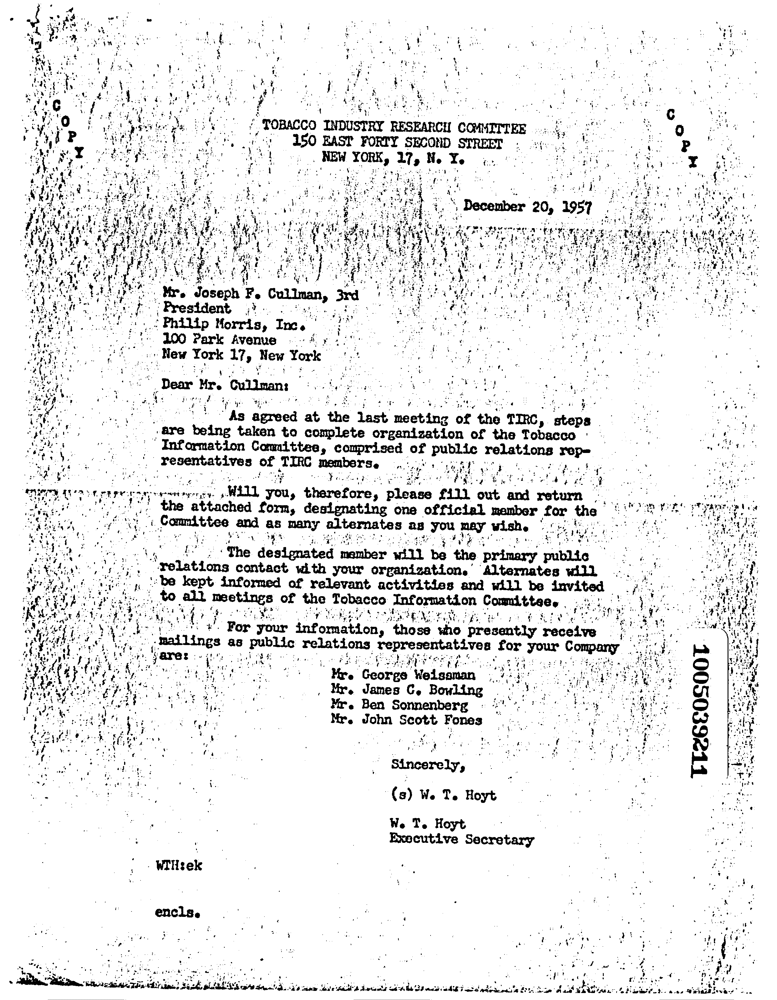 C
O
P
Y
C
O
P
Y
TOBACCO INDUSTRY RESEARCH COMMITTEE
150 EAST FORTY SECOND STREET
NEW YORK, 17, N. Y.
December 20, 1957
Mr. Joseph F. Cullman, 3rd
President
Philip Morris, Inc.
100 Park Avenue
New York 17, New York
Dear Mr. Cullman:
As agreed at the last meeting of the TIRC, steps
are being taken to complete organization of the Tobacco
Information Committee, comprised of public relations rep-
resentatives of TIRC members.
Will you, therefore, please fill out and return
the attached form, designating one official member for the
Committee and as many alternates as you may wish.
The designated member will be the primary public
relations contact with your organization. Alternates will
be kept informed of relevant activities and will be invited
to all meetings of the Tobacco Information Committee.
For your information, those who presently receive
mailings as public relations representatives for your Company
are:
Mr. George Weissman
Mr. James C. Bowling
Mr. Ben Sonnenberg
Mr. John Scott Fones
Sincerely,
(s) W. T. Hoyt
W. T. Hoyt
Executive Secretary
WTH:ek
encls.
1005039211